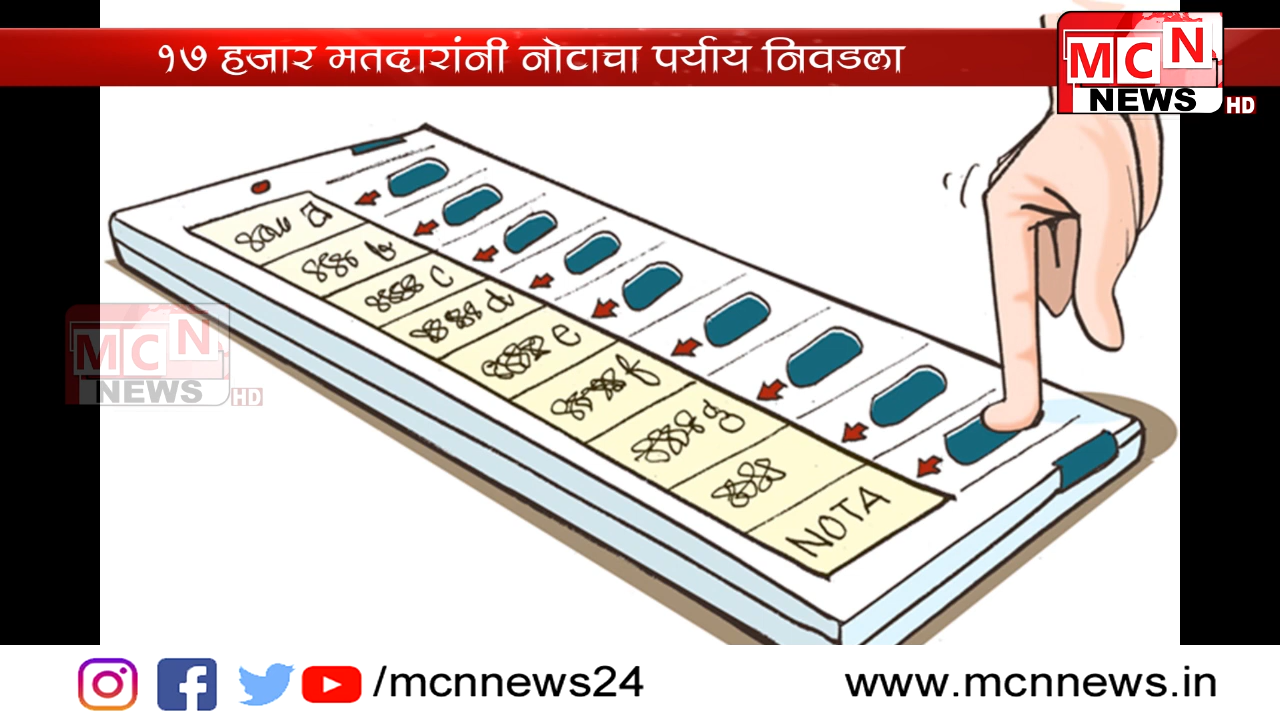 १७ हजार मतदारांनी नोटाचा पर्याय निवडला
MCN
NEWS HD
MCN
NEWS HD
a
b
c
d
e
f
g
NOTA
/mcnnews24
www.mcnnews.in